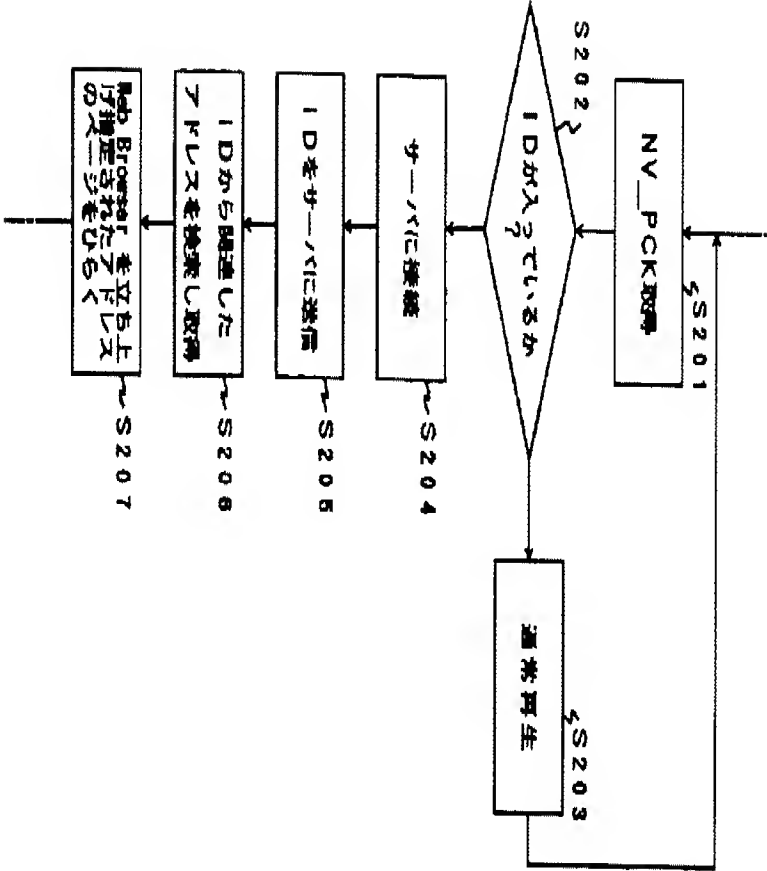 NV_PCK取得
S201
S202
IDが入っているか
?
通常再生
S203
サーバに接続
S204
IDをサーバに送信
S205
IDから関連した
アドレスを検索し取得
S206
Web Browser を立ち上
げ指定されたアドレス
のページをひらく
S207